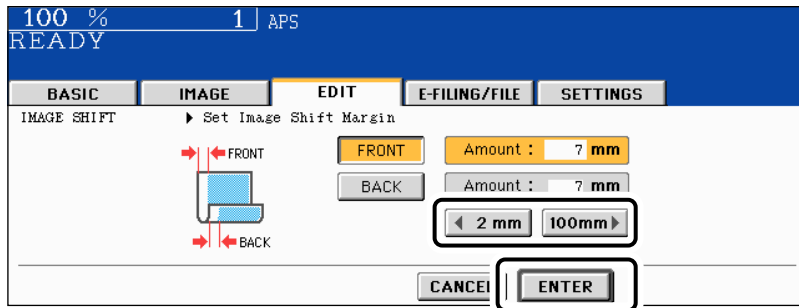 100 % 1 APS
READY
BASIC IMAGE EDIT E-FILING/FILE SETTINGS
IMAGE SHIFT ▶ Set Image Shift Margin
FRONT FRONT Amount : 7 mm
BACK Amount : 7 mm
◀ 2 mm 100mm▶
BACK
CANCEL ENTER